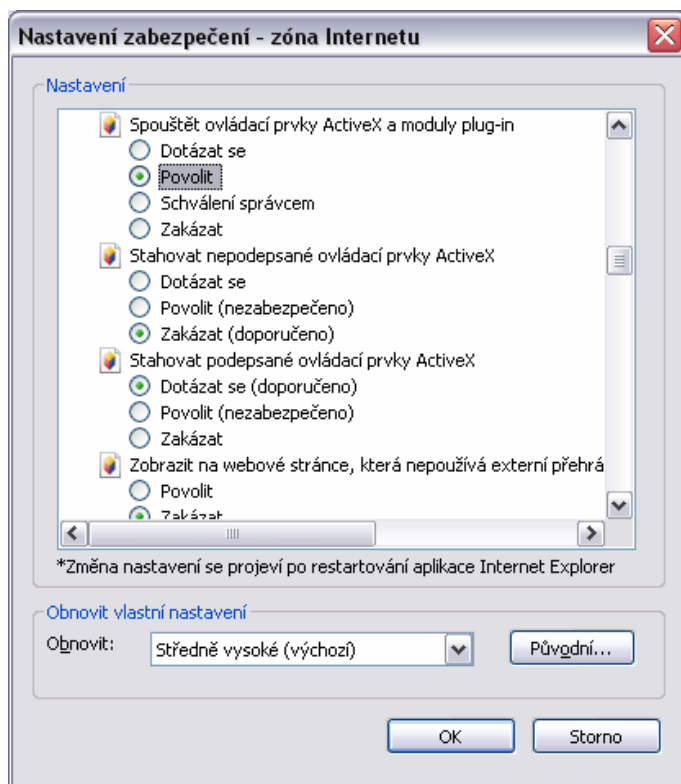 Nastavení zabezpečení - zóna Internetu
Nastavení
Spouštět ovládací prvky ActiveX a moduly plug-in
Dotázat se
Povolit
Schválení správcem
Zakázat
Stahovat nepodepsané ovládací prvky ActiveX
Dotázat se
Povolit (nezabezpečeno)
Zakázat (doporučeno)
Stahovat podepsané ovládací prvky ActiveX
Dotázat se (doporučeno)
Povolit (nezabezpečeno)
Zakázat
Zobrazit na webové stránce, která nepoužívá externí přehrá
Povolit
Zakázat
*Změna nastavení se projeví po restartování aplikace Internet Explorer
Obnovit vlastní nastavení
Obnovit: Středně vysoké (výchozí) Původní...
OK Storno